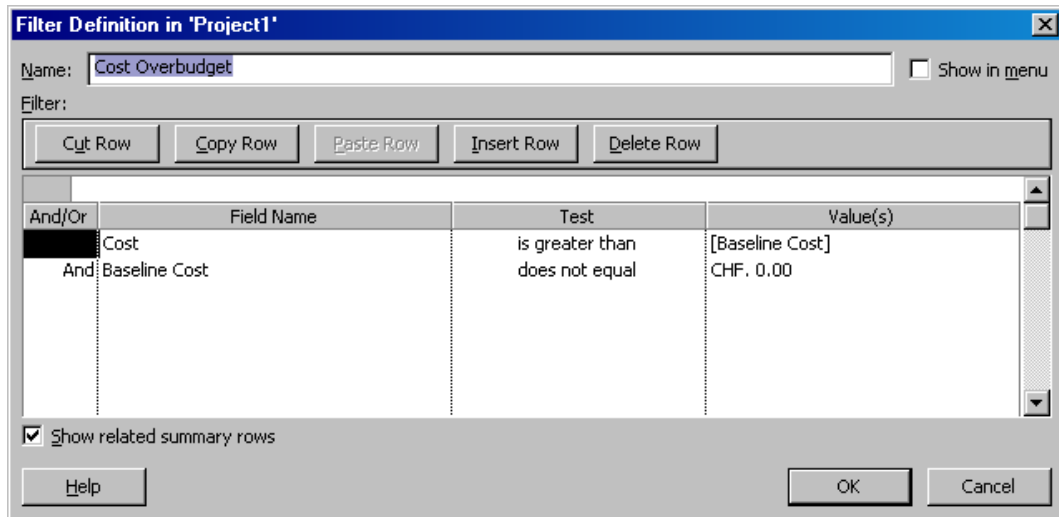 Filter Definition in 'Project1'
Name: Cost Overbudget Show in menu
Filter:
Cut Row Copy Row Paste Row Insert Row Delete Row
And/Or Field Name Test Value(s)
Cost is greater than [Baseline Cost]
And Baseline Cost does not equal CHF. 0.00
Show related summary rows
Help OK Cancel